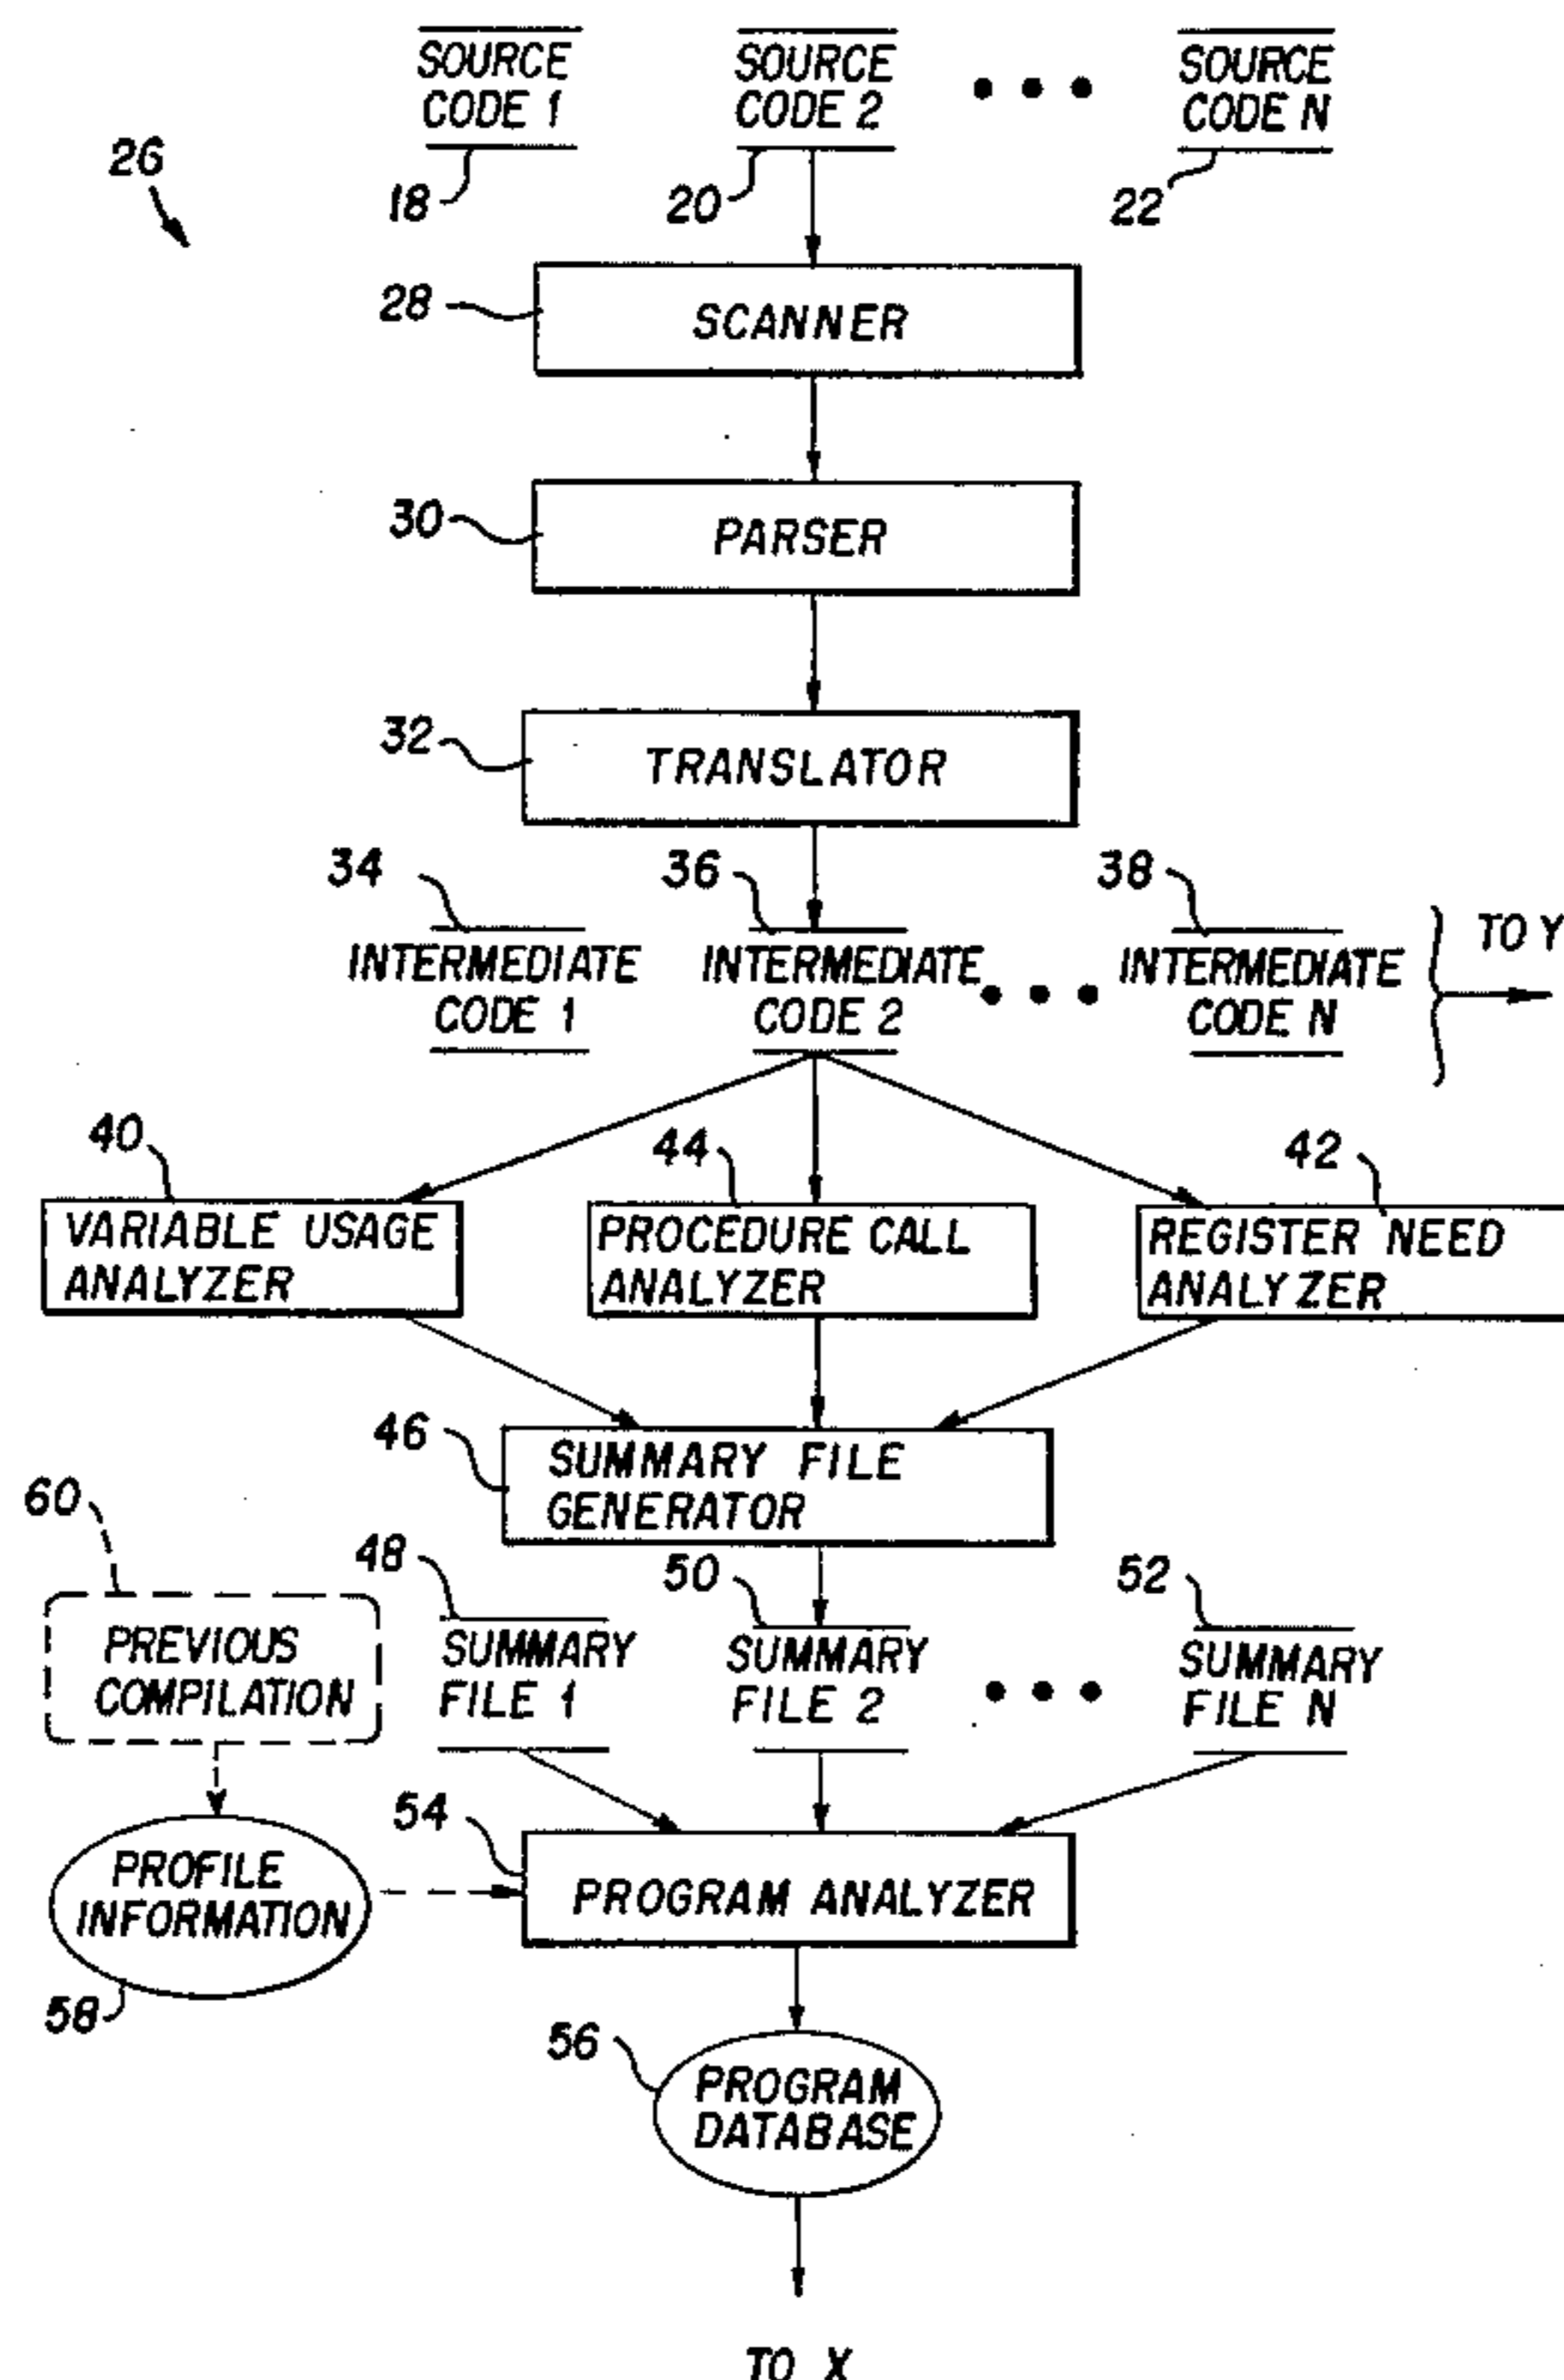 SOURCE
CODE 1
SOURCE
CODE 2
SOURCE
CODE N
26
18
20
22
28
SCANNER
30
PARSER
32
TRANSLATOR
34
36
38
INTERMEDIATE
CODE 1
INTERMEDIATE
CODE 2
INTERMEDIATE
CODE N
TO Y
40
44
42
VARIABLE USAGE
ANALYZER
PROCEDURE CALL
ANALYZER
REGISTER NEED
ANALYZER
46
SUMMARY FILE
GENERATOR
60
48
50
52
PREVIOUS
COMPILATION
SUMMARY
FILE 1
SUMMARY
FILE 2
SUMMARY
FILE N
54
PROFILE
INFORMATION
PROGRAM ANALYZER
58
56
PROGRAM
DATABASE
TO X